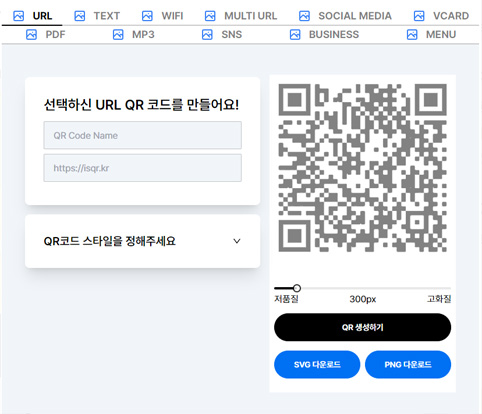 URL TEXT WIFI MULTI URL SOCIAL MEDIA VCARD
PDF MP3 SNS BUSINESS MENU
선택하신 URL QR 코드를 만들어요!
QR Code Name
https://isqr.kr
QR코드 스타일을 정해주세요
저품질 300px 고화질
QR 생성하기
SVG 다운로드 PNG 다운로드